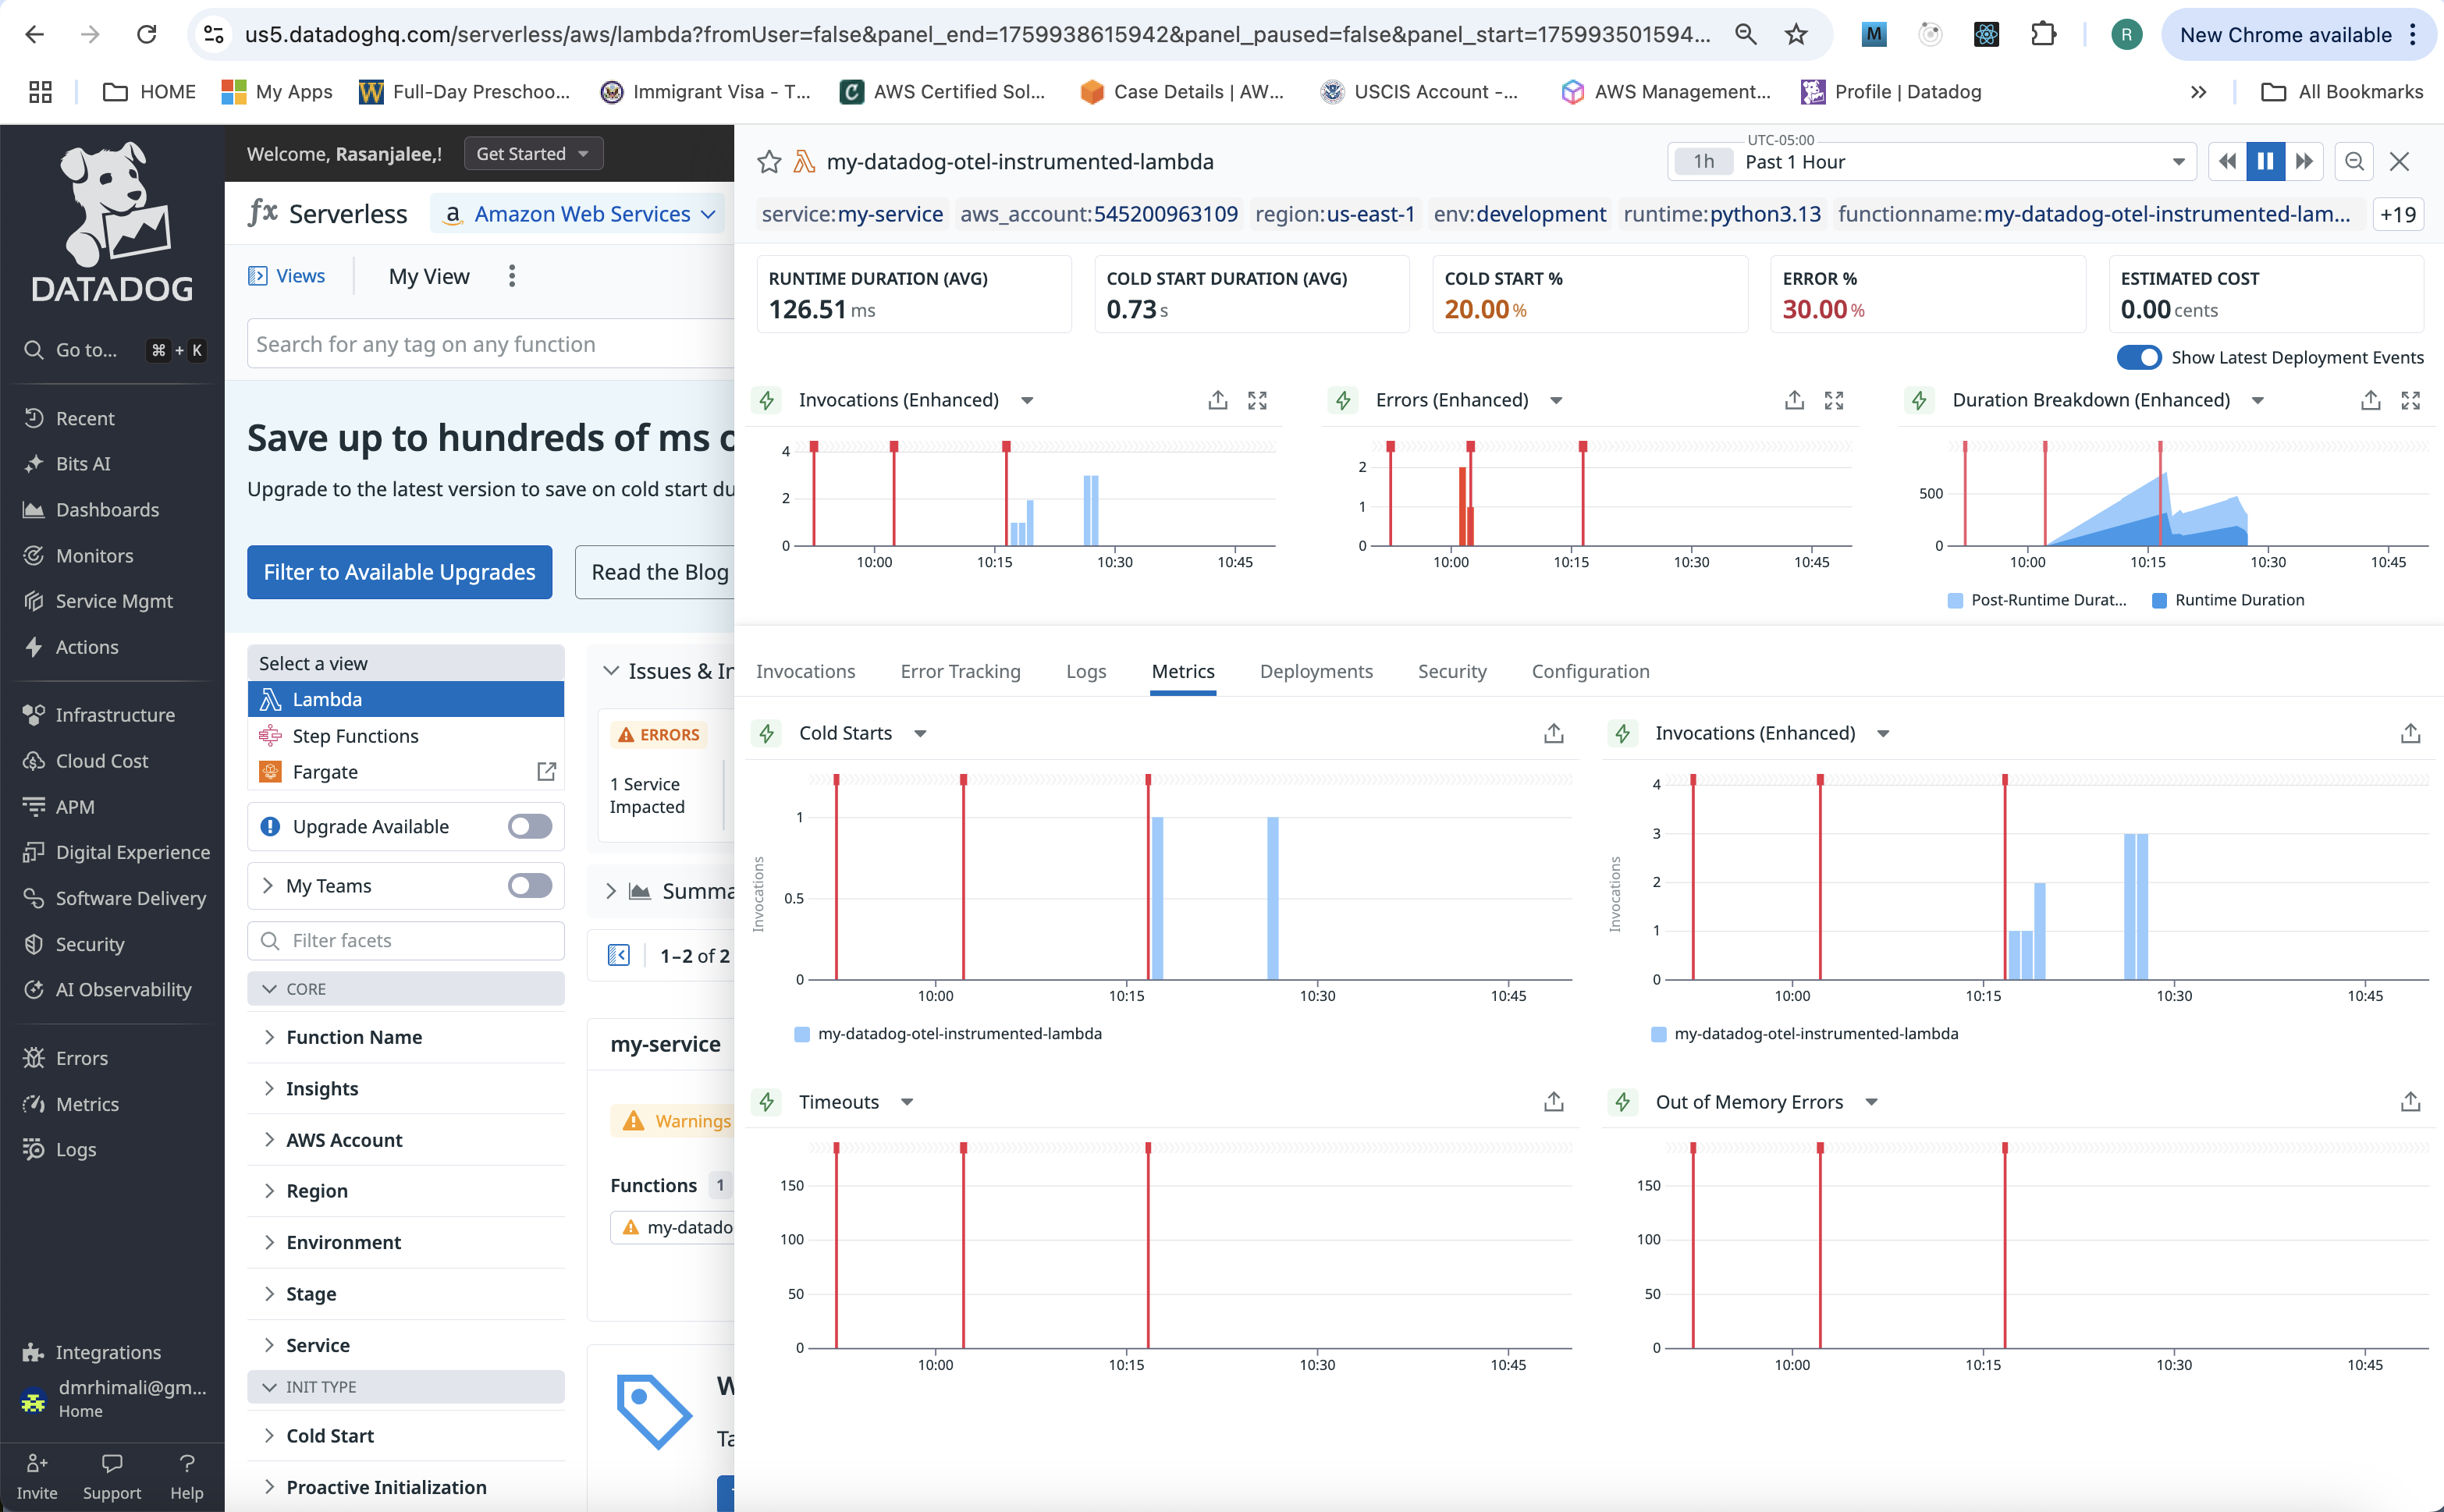 us5.datadoghq.com/serverless/aws/lambda?fromUser=false&panel_end=1759938615942&panel_paused=false&panel_start=175993501594...
M
R
New Chrome available
HOME
My Apps
Full-Day Preschoo...
Immigrant Visa - T...
AWS Certified Sol...
Case Details | AW...
USCIS Account -...
AWS Management...
Profile | Datadog
All Bookmarks
DATADOG
Go to... ⌘ + K
Recent
Bits AI
Dashboards
Monitors
Service Mgmt
Actions
Infrastructure
Cloud Cost
APM
Digital Experience
Software Delivery
Security
AI Observability
Errors
Metrics
Logs
Integrations
dmrhimali@gm...
Home
Invite Support Help
Welcome, Rasanjalee,!
Get Started
Serverless
Amazon Web Services
Views
My View
Search for any tag on any function
Save up to hundreds of ms o
Upgrade to the latest version to save on cold start du
Filter to Available Upgrades
Read the Blog
Select a view
Lambda
Step Functions
Fargate
Upgrade Available
My Teams
Filter facets
CORE
Function Name
Insights
AWS Account
Region
Environment
Stage
Service
INIT TYPE
Cold Start
Proactive Initialization
Issues & In
ERRORS
1 Service
Impacted
Summa
1–2 of 2
my-service
Warnings
Functions 1
my-datado
my-datadog-otel-instrumented-lambda
UTC-05:00
1h Past 1 Hour
service:my-service aws_account:545200963109 region:us-east-1 env:development runtime:python3.13 functionname:my-datadog-otel-instrumented-lam... +19
RUNTIME DURATION (AVG)
126.51 ms
COLD START DURATION (AVG)
0.73 s
COLD START %
20.00 %
ERROR %
30.00 %
ESTIMATED COST
0.00 cents
Show Latest Deployment Events
Invocations (Enhanced)
4
2
0
10:00 10:15 10:30 10:45
Errors (Enhanced)
2
1
0
10:00 10:15 10:30 10:45
Duration Breakdown (Enhanced)
500
0
10:00 10:15 10:30 10:45
Post-Runtime Durat... Runtime Duration
Invocations Error Tracking Logs Metrics Deployments Security Configuration
Cold Starts
Invocations
1
0.5
0
10:00 10:15 10:30 10:45
my-datadog-otel-instrumented-lambda
Invocations (Enhanced)
Invocations
4
3
2
1
0
10:00 10:15 10:30 10:45
my-datadog-otel-instrumented-lambda
Timeouts
150
100
50
0
10:00 10:15 10:30 10:45
Out of Memory Errors
150
100
50
0
10:00 10:15 10:30 10:45